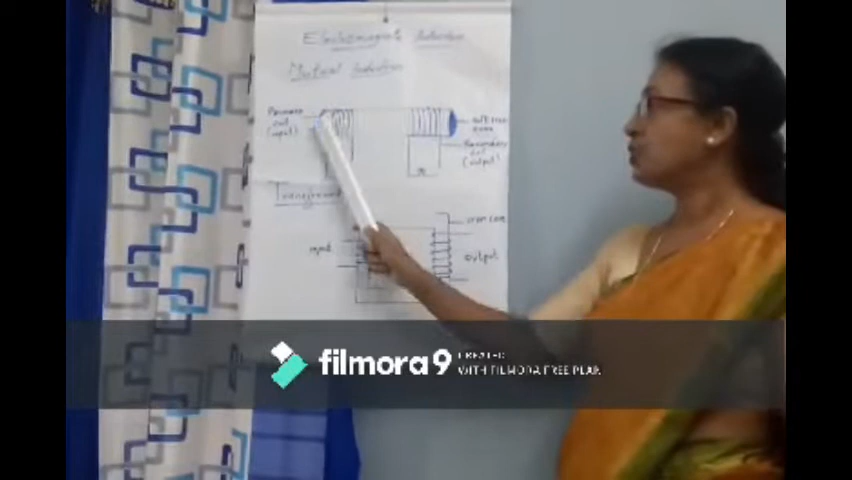 Electromagnetic Induction
Mutual Induction
Primary
coil
(input)
soft iron
core
Secondary
coil
(output)
Transformer
iron core
input
output
filmora9
CREATED
WITH FILMORA FREE PLAN